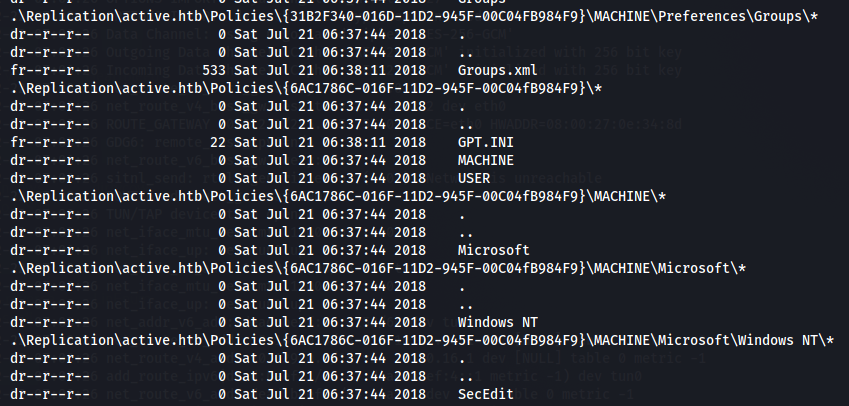 .\Replication\active.htb\Policies\{31B2F340-016D-11D2-945F-00C04FB984F9}\MACHINE\Preferences\Groups\*
dr--r--r-- 0 Sat Jul 21 06:37:44 2018 .
dr--r--r-- 0 Sat Jul 21 06:37:44 2018 ..
fr--r--r-- 533 Sat Jul 21 06:38:11 2018 Groups.xml
.\Replication\active.htb\Policies\{6AC1786C-016F-11D2-945F-00C04fB984F9}\*
dr--r--r-- 0 Sat Jul 21 06:37:44 2018 .
dr--r--r-- 0 Sat Jul 21 06:37:44 2018 ..
fr--r--r-- 22 Sat Jul 21 06:38:11 2018 GPT.INI
dr--r--r-- 0 Sat Jul 21 06:37:44 2018 MACHINE
dr--r--r-- 0 Sat Jul 21 06:37:44 2018 USER
.\Replication\active.htb\Policies\{6AC1786C-016F-11D2-945F-00C04fB984F9}\MACHINE\*
dr--r--r-- 0 Sat Jul 21 06:37:44 2018 .
dr--r--r-- 0 Sat Jul 21 06:37:44 2018 ..
dr--r--r-- 0 Sat Jul 21 06:37:44 2018 Microsoft
.\Replication\active.htb\Policies\{6AC1786C-016F-11D2-945F-00C04fB984F9}\MACHINE\Microsoft\*
dr--r--r-- 0 Sat Jul 21 06:37:44 2018 .
dr--r--r-- 0 Sat Jul 21 06:37:44 2018 ..
dr--r--r-- 0 Sat Jul 21 06:37:44 2018 Windows NT
.\Replication\active.htb\Policies\{6AC1786C-016F-11D2-945F-00C04fB984F9}\MACHINE\Microsoft\Windows NT\*
dr--r--r-- 0 Sat Jul 21 06:37:44 2018 .
dr--r--r-- 0 Sat Jul 21 06:37:44 2018 ..
dr--r--r-- 0 Sat Jul 21 06:37:44 2018 SecEdit